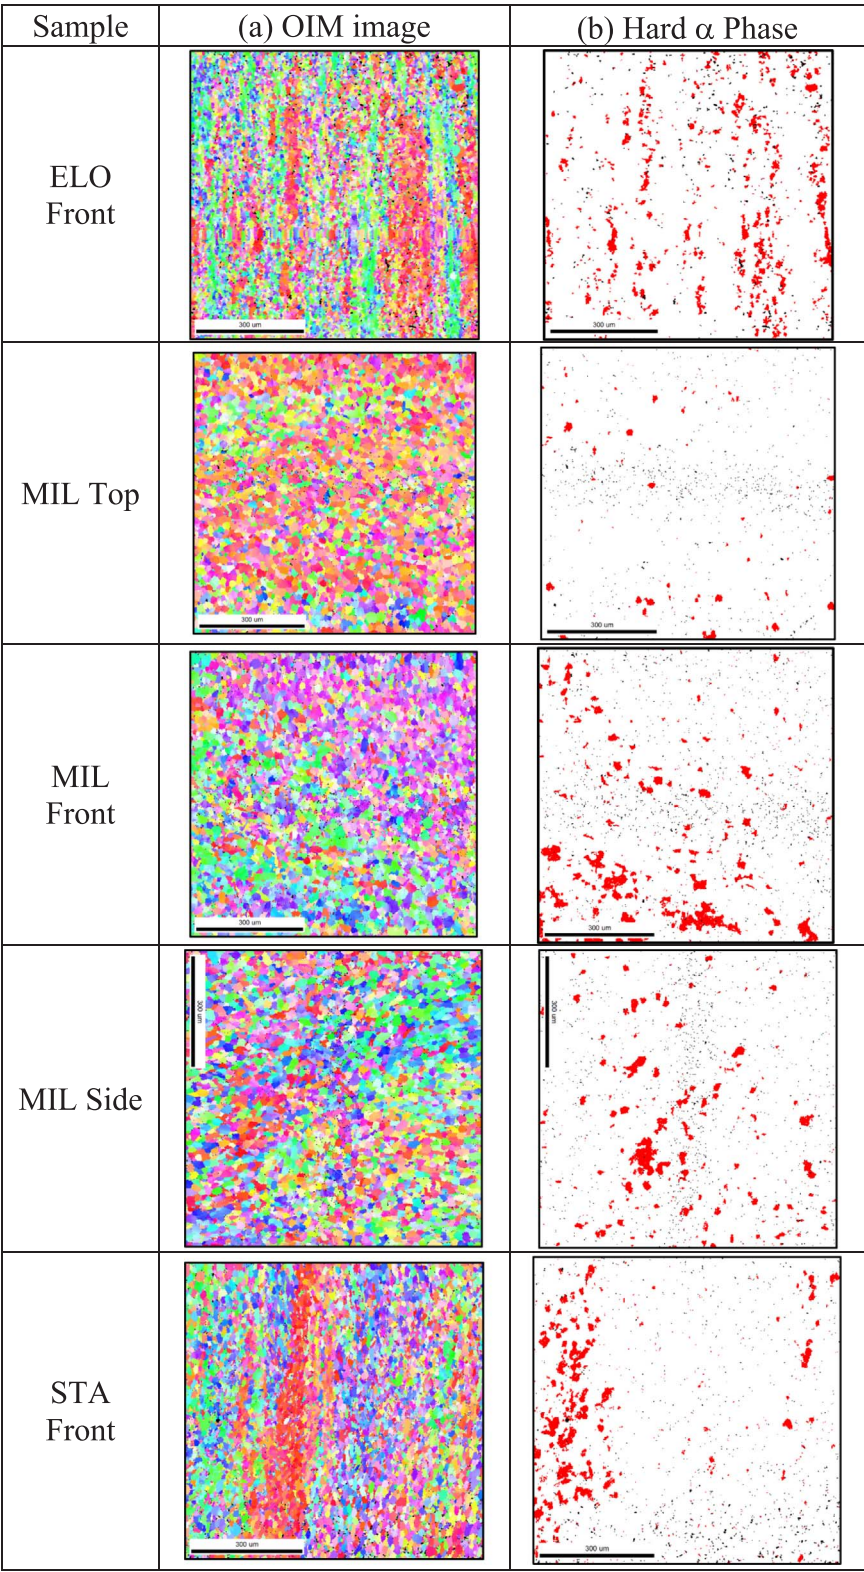 Sample
(a) OIM image
(b) Hard α Phase
ELO
Front
300 um
300 um
MIL Top
300 um
300 um
MIL
Front
300 um
300 um
MIL Side
300 um
300 um
STA
Front
300 um
300 um